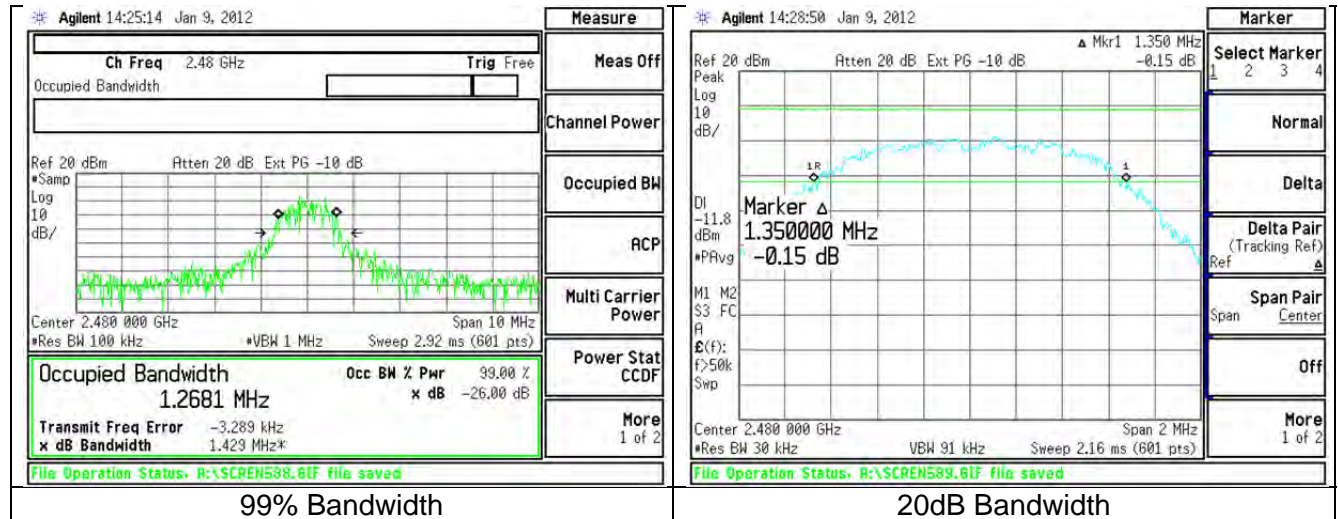 Agilent 14:25:14 Jan 9, 2012
Measure
Ch Freq 2.48 GHz Trig Free
Occupied Bandwidth
Meas Off
Channel Power
Occupied BW
ACP
Multi Carrier
Power
Power Stat
CCDF
More
1 of 2
Ref 20 dBm Atten 20 dB Ext PG -10 dB
#Samp
Log
10
dB/
Center 2.480 000 GHz Span 10 MHz
#Res BW 100 kHz #VBW 1 MHz Sweep 2.92 ms (601 pts)
Occupied Bandwidth Occ BW % Pwr 99.00 %
1.2681 MHz x dB -26.00 dB
Transmit Freq Error -3.289 kHz
x dB Bandwidth 1.429 MHz*
File Operation Status, A:\SCREN588.GIF file saved
99% Bandwidth
Agilent 14:28:50 Jan 9, 2012
Marker
Δ Mkr1 1.350 MHz
Ref 20 dBm Atten 20 dB Ext PG -10 dB -0.15 dB
Peak
Log
10
dB/
1R
1
DI
-11.8
dBm
#PAvg
Marker Δ
1.350000 MHz
-0.15 dB
M1 M2
S3 FC
A
£(f):
f>50k
Swp
Center 2.480 000 GHz Span 2 MHz
#Res BW 30 kHz VBW 91 kHz Sweep 2.16 ms (601 pts)
Select Marker
1 2 3 4
Normal
Delta
Delta Pair
(Tracking Ref)
Ref Δ
Span Pair
Span Center
Off
More
1 of 2
File Operation Status, A:\SCREN589.GIF file saved
20dB Bandwidth